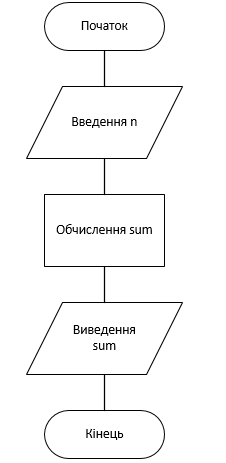 Початок
Введення n
Обчислення sum
Виведення
sum
Кінець